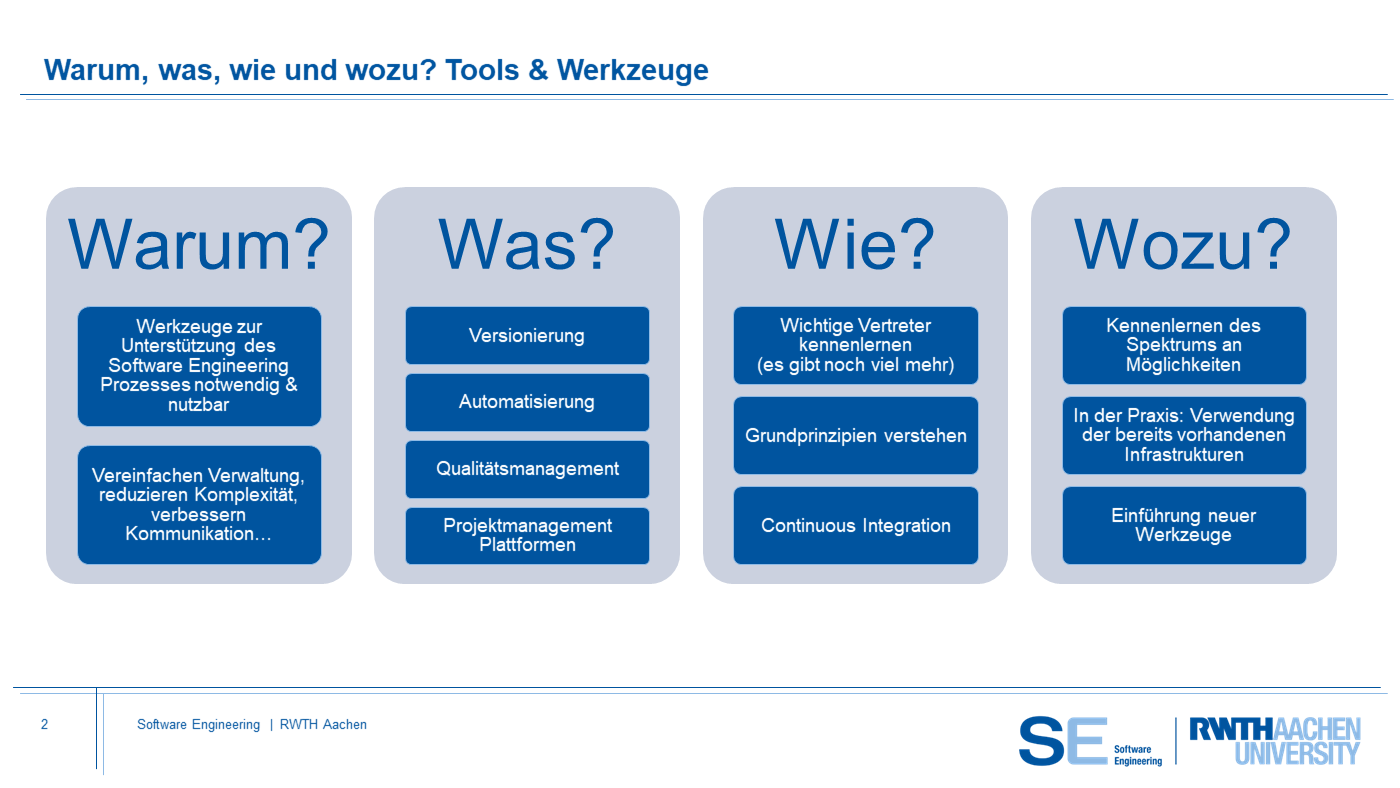 Warum, was, wie und wozu? Tools & Werkzeuge
Warum?
Werkzeuge zur
Unterstützung des
Software Engineering
Prozesses notwendig &
nutzbar
Vereinfachen Verwaltung,
reduzieren Komplexität,
verbessern
Kommunikation…
Was?
Versionierung
Automatisierung
Qualitätsmanagement
Projektmanagement
Plattformen
Wie?
Wichtige Vertreter
kennenlernen
(es gibt noch viel mehr)
Grundprinzipien verstehen
Continuous Integration
Wozu?
Kennenlernen des
Spektrums an
Möglichkeiten
In der Praxis: Verwendung
der bereits vorhandenen
Infrastrukturen
Einführung neuer
Werkzeuge
2
Software Engineering | RWTH Aachen
SE Software
Engineering
RWTHAACHEN
UNIVERSITY